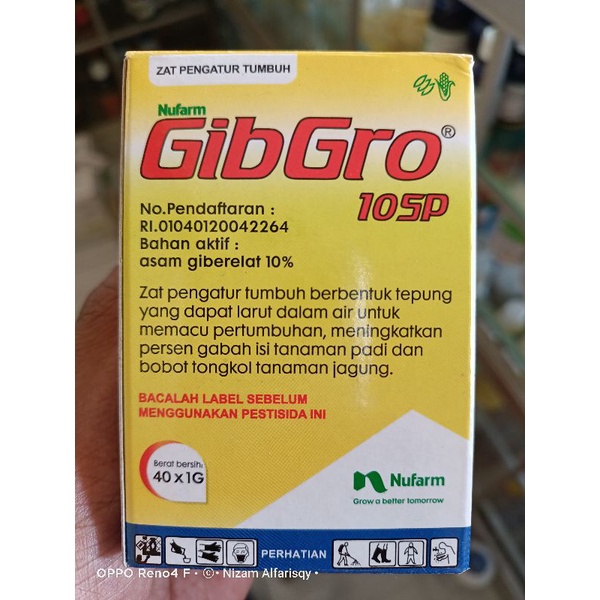 ZAT PENGATUR TUMBUH
Nufarm
GibGro®
10SP
No.Pendaftaran :
RI.01040120042264
Bahan aktif :
asam giberelat 10%
Zat pengatur tumbuh berbentuk tepung
yang dapat larut dalam air untuk
memacu pertumbuhan, meningkatkan
persen gabah isi tanaman padi dan
bobot tongkol tanaman jagung.
BACALAH LABEL SEBELUM
MENGGUNAKAN PESTISIDA INI
Berat bersih:
40 x 1G
Nufarm
Grow a better tomorrow
PERHATIAN
OPPO Reno4 F • ©• Nizam Alfarisqy •